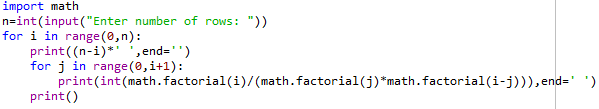 import math
n=int(input("Enter number of rows: "))
for i in range(0,n):
    print((n-i)*' ',end='')
    for j in range(0,i+1):
        print(int(math.factorial(i)/(math.factorial(j)*math.factorial(i-j))),end=' ')
    print()